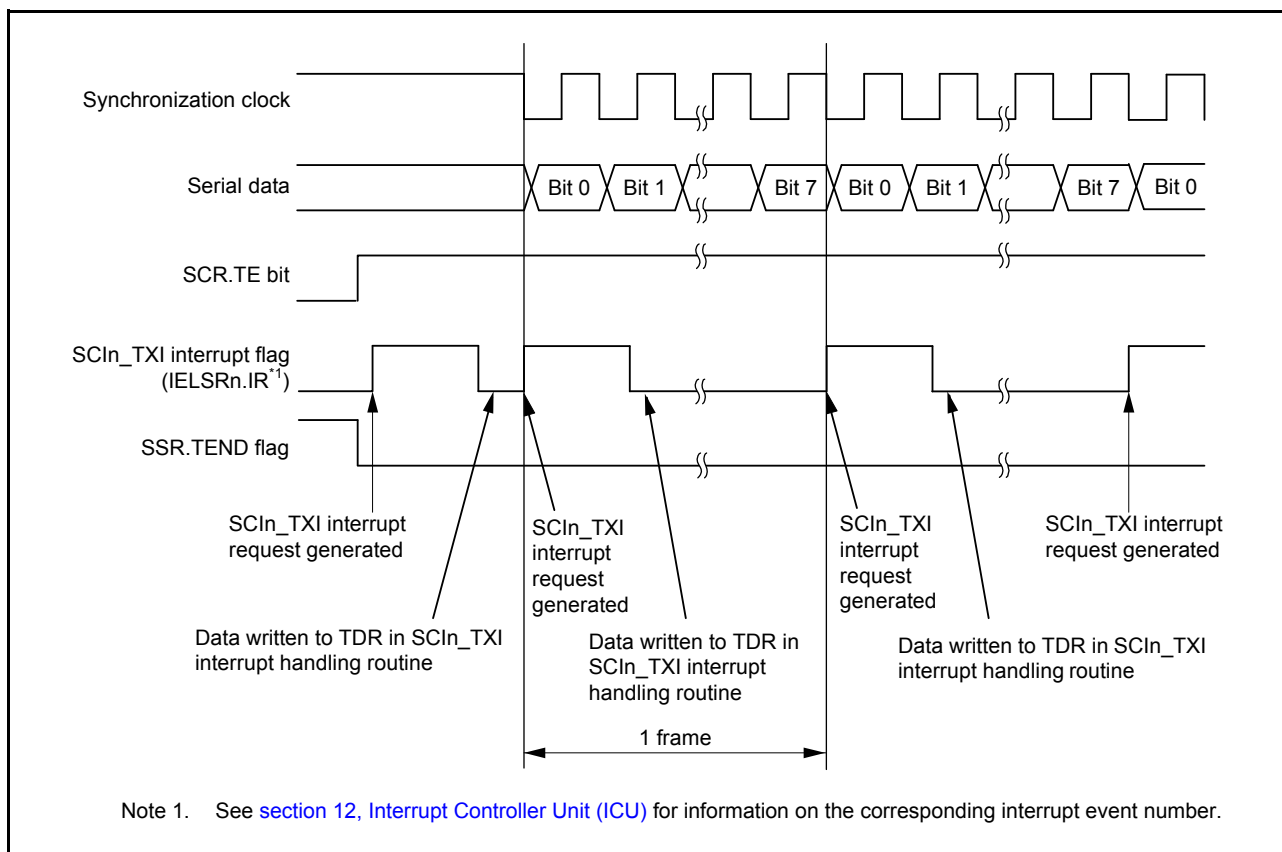 Synchronization clock
Serial data
Bit 0 Bit 1 Bit 7 Bit 0 Bit 1 Bit 7 Bit 0
SCR.TE bit
SCIn_TXI interrupt flag
(IELSRn.IR*1)
SSR.TEND flag
SCIn_TXI interrupt
request generated
SCIn_TXI
interrupt
request
generated
SCIn_TXI
interrupt
request
generated
SCIn_TXI interrupt
request generated
Data written to TDR in SCIn_TXI
interrupt handling routine
Data written to TDR in
SCIn_TXI interrupt
handling routine
Data written to TDR in SCIn_TXI
interrupt handling routine
1 frame
Note 1. See section 12, Interrupt Controller Unit (ICU) for information on the corresponding interrupt event number.